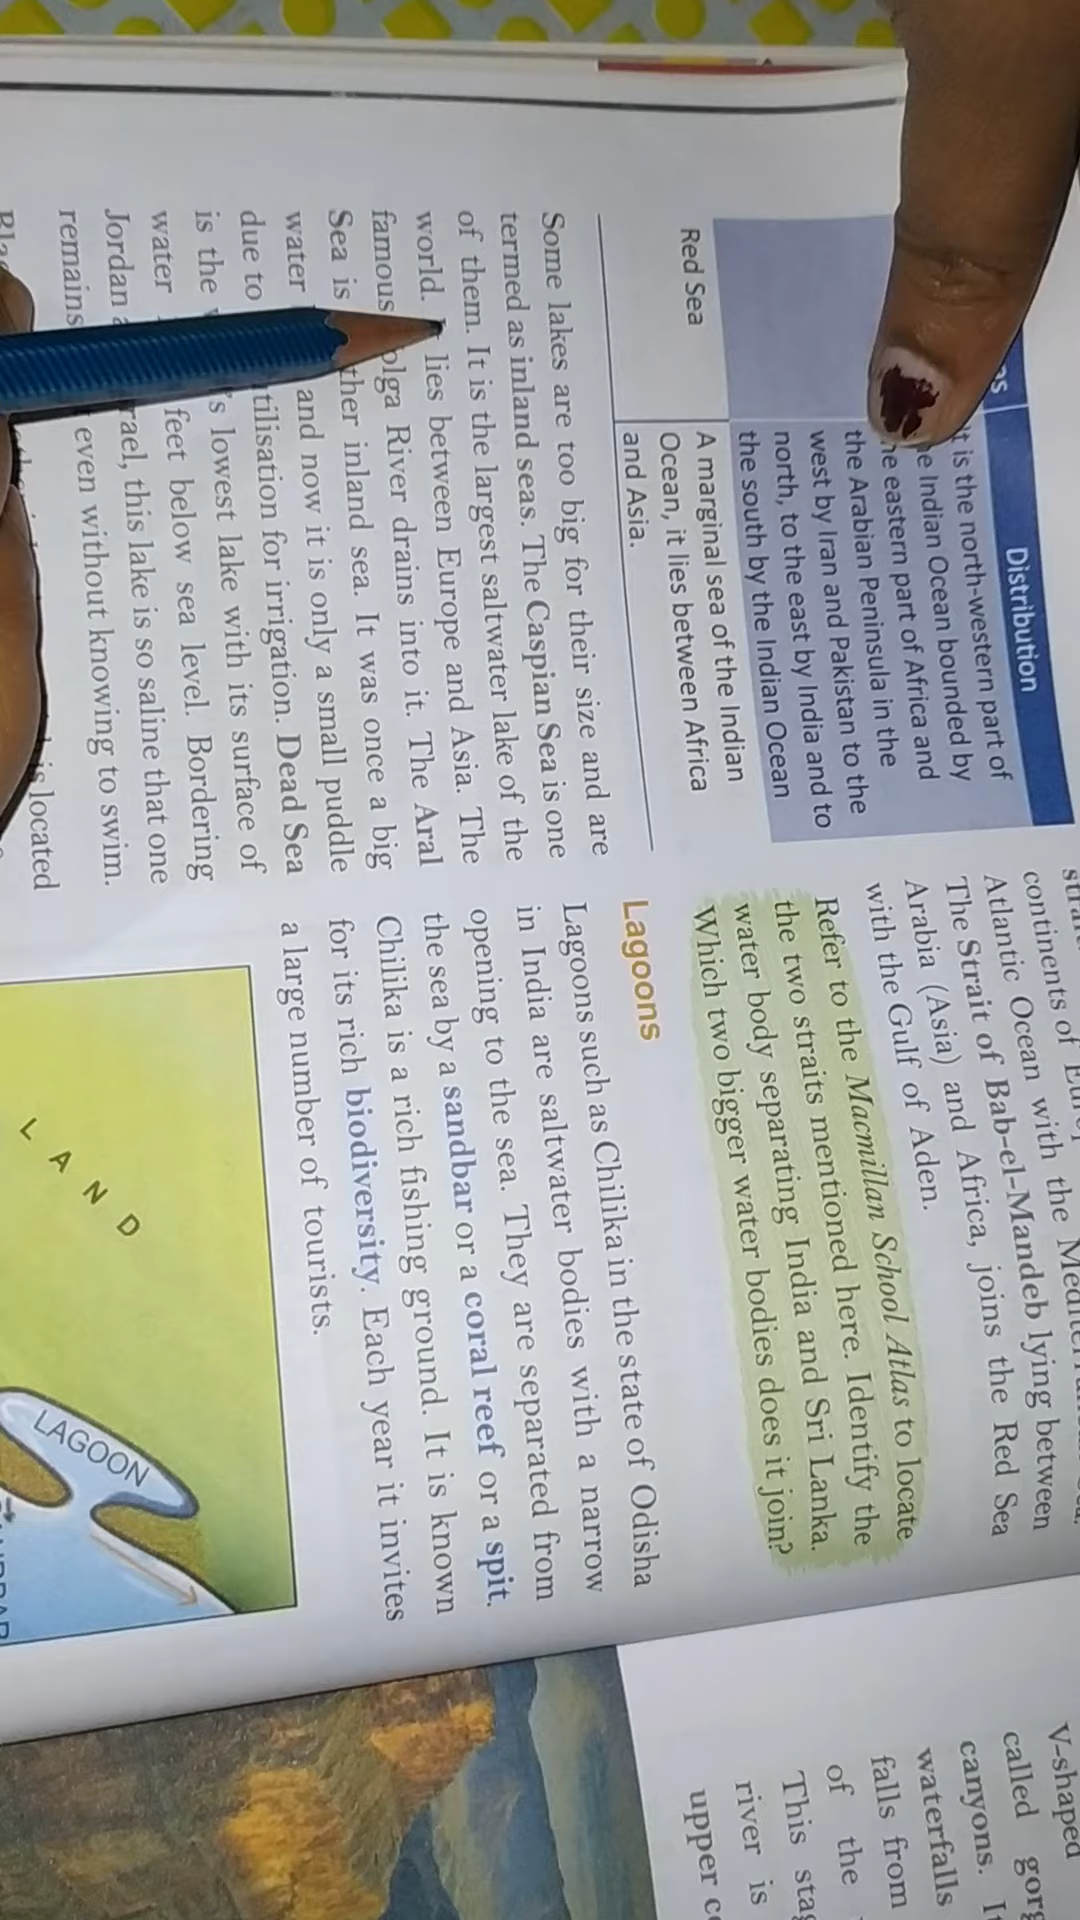 as Distribution
it is the north-western part of
the Indian Ocean bounded by
the eastern part of Africa and
the Arabian Peninsula in the
west by Iran and Pakistan to the
north, to the east by India and to
the south by the Indian Ocean
Red Sea A marginal sea of the Indian
Ocean, it lies between Africa
and Asia.
Some lakes are too big for their size and are
termed as inland seas. The Caspian Sea is one
of them. It is the largest saltwater lake of the
world. lies between Europe and Asia. The
famous olga River drains into it. The Aral
Sea is ther inland sea. It was once a big
water and now it is only a small puddle
due to tilisation for irrigation. Dead Sea
is the 's lowest lake with its surface of
water feet below sea level. Bordering
Jordan rael, this lake is so saline that one
remains even without knowing to swim.
is located
continents of
Atlantic Ocean with the
The Strait of Bab-el-Mandeb lying between
Arabia (Asia) and Africa, joins the Red Sea
with the Gulf of Aden.
Refer to the Macmillan School Atlas to locate
the two straits mentioned here. Identify the
water body separating India and Sri Lanka.
Which two bigger water bodies does it join?
Lagoons
Lagoons such as Chilika in the state of Odisha
in India are saltwater bodies with a narrow
opening to the sea. They are separated from
the sea by a sandbar or a coral reef or a spit.
Chilika is a rich fishing ground. It is known
for its rich biodiversity. Each year it invites
a large number of tourists.
LAND
LAGOON
V-shaped
called gorg
canyons. It
waterfalls
falls from
of the
This stag
river is
upper co